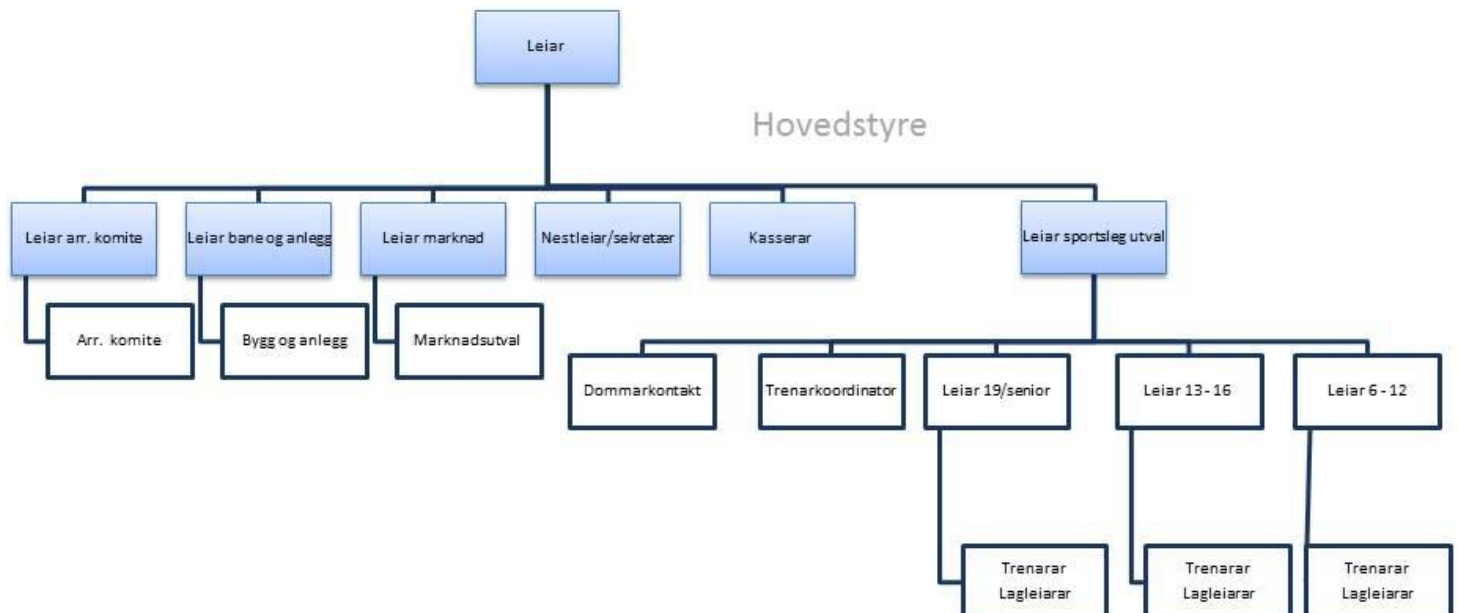 Leiar
Hovedstyre
Leiar arr. komite
Leiar bane og anlegg
Leiar marknad
Nestleiar/sekretær
Kasserar
Leiar sportsleg utval
Arr. komite
Bygg og anlegg
Marknadsutval
Dommarkontakt
Trenarkoordinator
Leiar 19/senior
Leiar 13 - 16
Leiar 6 - 12
Trenarar
Lagleiarar
Trenarar
Lagleiarar
Trenarar
Lagleiarar